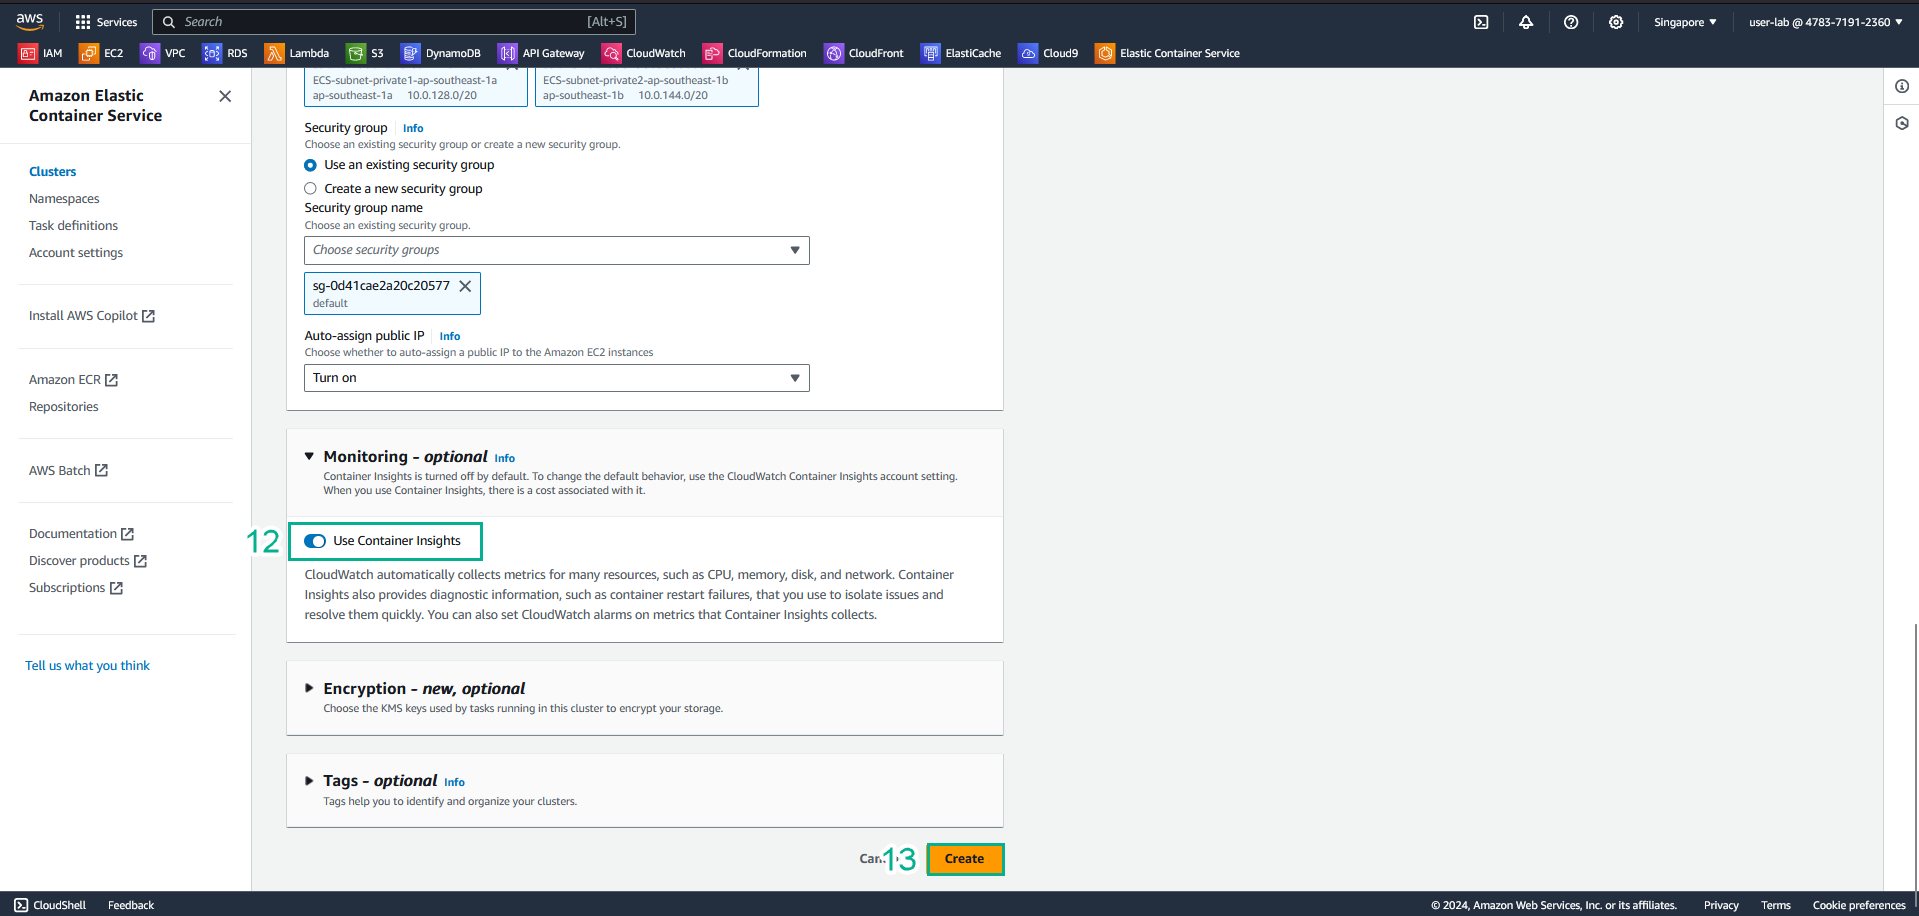 aws
Services
Search
[Alt+S]
Singapore
user-lab @ 4783-7191-2360
IAM
EC2
VPC
RDS
Lambda
S3
DynamoDB
API Gateway
CloudWatch
CloudFormation
CloudFront
ElastiCache
Cloud9
Elastic Container Service
Amazon Elastic
Container Service
Clusters
Namespaces
Task definitions
Account settings
Install AWS Copilot
Amazon ECR
Repositories
AWS Batch
Documentation
Discover products
Subscriptions
Tell us what you think
ECS-subnet-private1-ap-southeast-1a
ap-southeast-1a 10.0.128.0/20
ECS-subnet-private2-ap-southeast-1b
ap-southeast-1b 10.0.144.0/20
Security group Info
Choose an existing security group or create a new security group.
Use an existing security group
Create a new security group
Security group name
Choose an existing security group.
Choose security groups
sg-0d41cae2a20c20577
default
Auto-assign public IP Info
Choose whether to auto-assign a public IP to the Amazon EC2 instances
Turn on
Monitoring - optional Info
Container Insights is turned off by default. To change the default behavior, use the CloudWatch Container Insights account setting.
When you use Container Insights, there is a cost associated with it.
12
Use Container Insights
CloudWatch automatically collects metrics for many resources, such as CPU, memory, disk, and network. Container
Insights also provides diagnostic information, such as container restart failures, that you use to isolate issues and
resolve them quickly. You can also set CloudWatch alarms on metrics that Container Insights collects.
Encryption - new, optional
Choose the KMS keys used by tasks running in this cluster to encrypt your storage.
Tags - optional Info
Tags help you to identify and organize your clusters.
13
Create
CloudShell
Feedback
© 2024, Amazon Web Services, Inc. or its affiliates.
Privacy
Terms
Cookie preferences